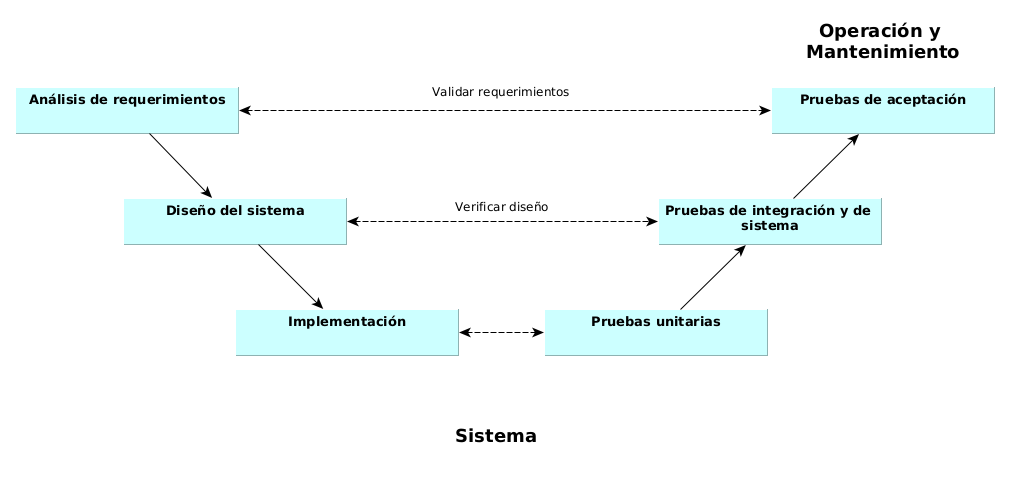 Operación y
Mantenimiento
Análisis de requerimientos
Validar requerimientos
Pruebas de aceptación
Diseño del sistema
Verificar diseño
Pruebas de integración y de
sistema
Implementación
Pruebas unitarias
Sistema